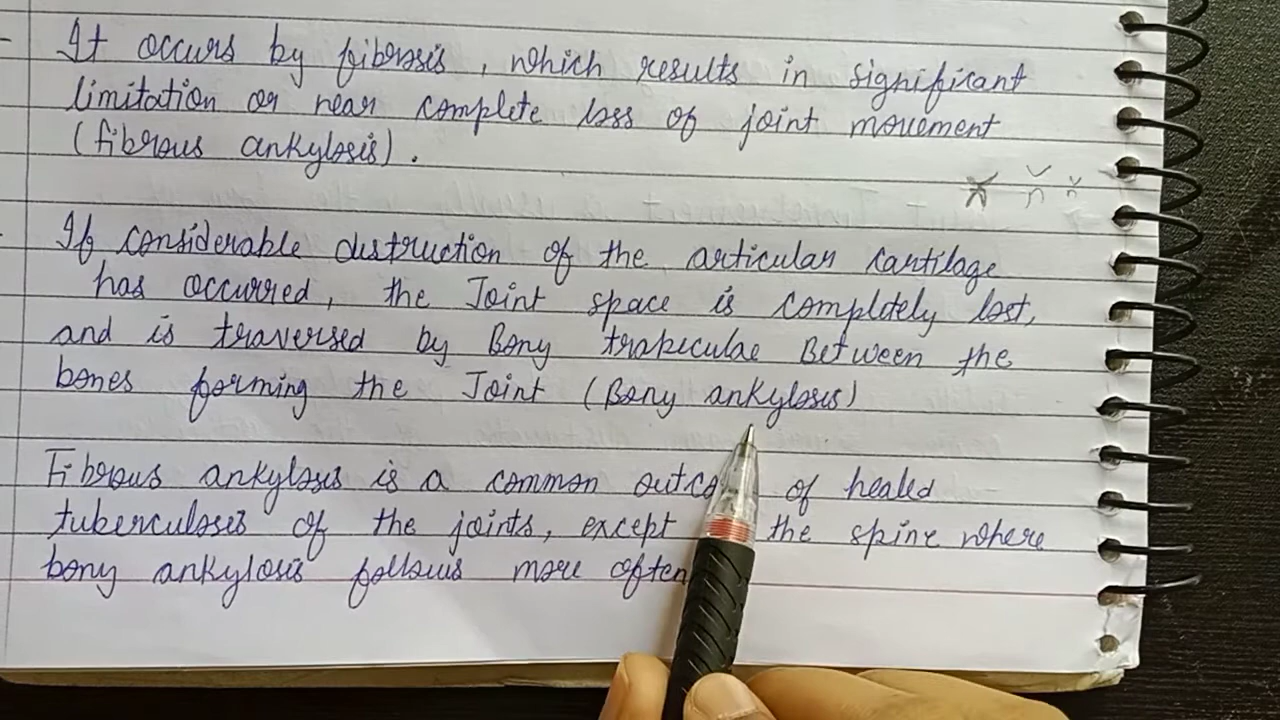 It occurs by fibrosis, which results in significant
limitation or near complete loss of joint movement
(fibrous ankylosis).
If considerable distruction of the articular cartilage
has occurred, the Joint space is completely lost,
and is traversed by Bony trabeculae Between the
bones forming the Joint (Bony ankylosis)
Fibrous ankylosis is a common of healed
tuberculosis of the joints, except the spine where
bony ankylosis follows more often